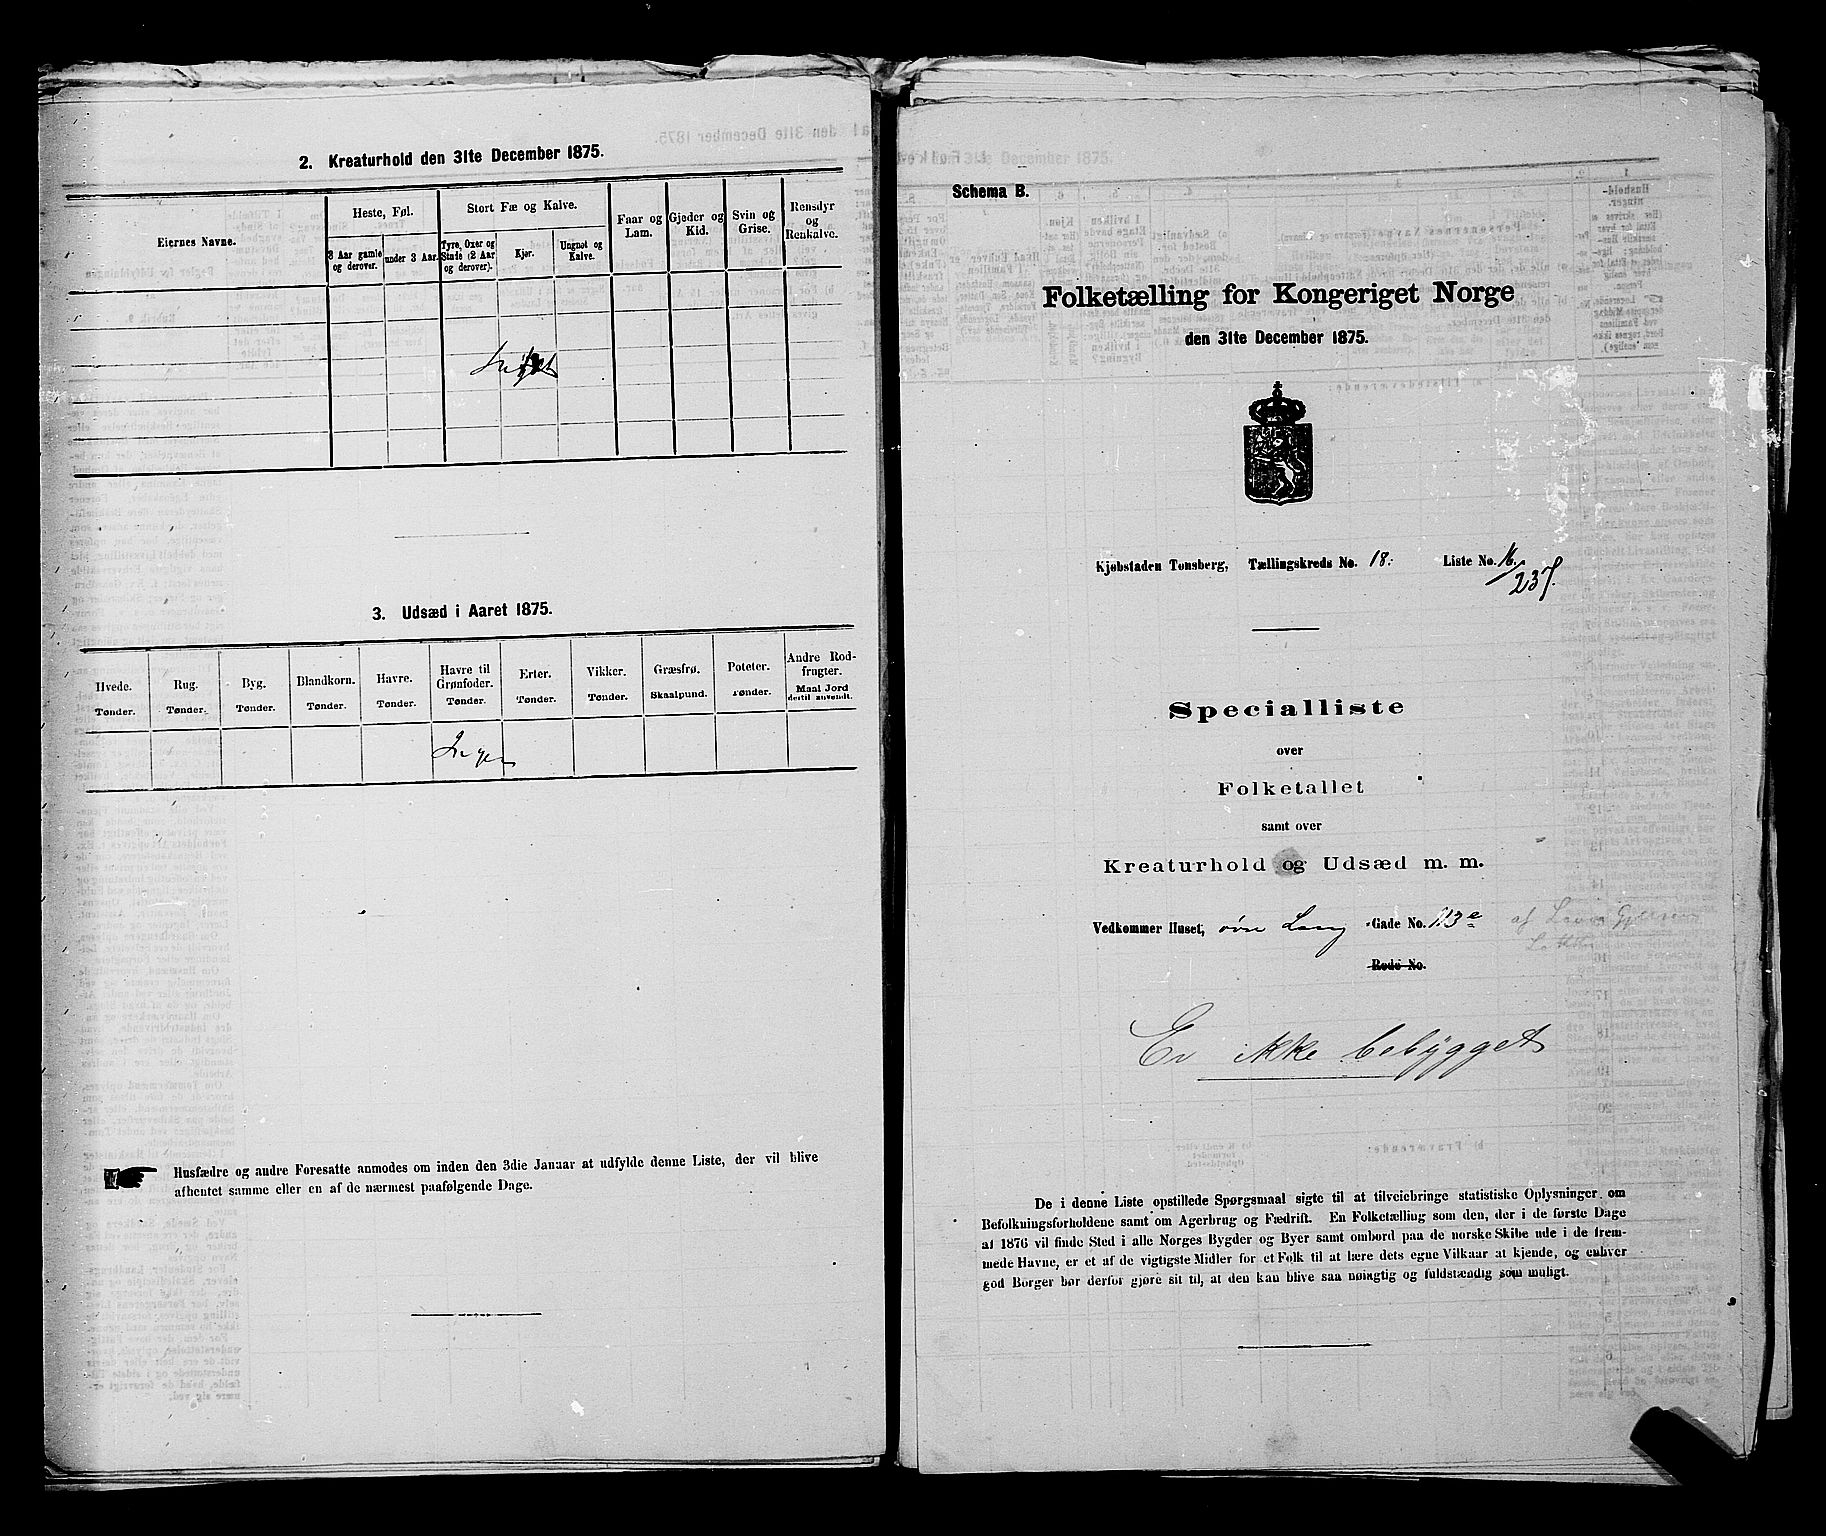 2. Kreaturhold den 31te December 1875.
Eiernes Navne.
Heste, Føl.
3 Aar gamle og derover.
under 3 Aar.
Stort Fæ og Kalve.
Tyre, Oxer og Stude (2 Aar og derover).
Kjør.
Ungnøt og Kalve.
Faar og Lam.
Gjeder og Kid.
Svin og Grise.
Rensdyr og Renkalve.
3. Udsæd i Aaret 1875.
Hvede. Tønder.
Rug. Tønder.
Byg. Tønder.
Blandkorn. Tønder.
Havre. Tønder.
Havre til Grønfoder. Tønder.
Erter. Tønder.
Vikker. Tønder.
Græsfrø. Skaalpund.
Poteter. Tønder.
Andre Rodfrugter. Maal Jord dertil anvendt.
Ingen
Husfædre og andre Foresatte anmodes om inden den 3die Januar at udfylde denne Liste, der vil blive
afhentet samme eller en af de nærmest paafølgende Dage.
Schema B.
Folketælling for Kongeriget Norge
den 31te December 1875.
Kjøbstaden Tønsberg, Tællingskreds No. 18. Liste No. 16.
237.
Specialliste
over
Folketallet
samt over
Kreaturhold og Udsæd m. m.
Vedkommer Huset, øvre Lang Gade No. 113e af
Rode No.
Er ikke bebygget
De i denne Liste opstillede Spørgsmaal sigte til at tilveiebringe statistiske Oplysninger om
Befolkningsforholdene samt om Agerbrug og Fædrift. En Folketælling som den, der i de første Dage
af 1876 vil finde Sted i alle Norges Bygder og Byer samt ombord paa de norske Skibe ude i de frem-
mede Havne, er et af de vigtigste Midler for et Folk til at lære dets egne Vilkaar at kjende, og enhver
god Borger bør derfor gjøre sit til, at den kan blive saa nøiagtig og fuldstændig som muligt.